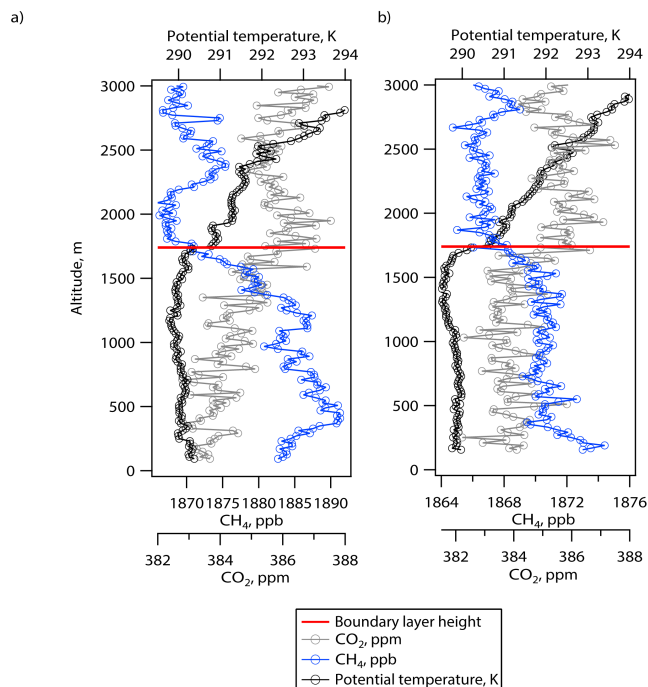 a)
b)
Potential temperature, K
290 291 292 293 294
Potential temperature, K
290 291 292 293 294
3000
2500
2000
1500
1000
500
0
Altitude, m
3000
2500
2000
1500
1000
500
0
1870 1875 1880 1885 1890
CH4, ppb
382 384 386 388
CO2, ppm
1864 1868 1872 1876
CH4, ppb
382 384 386 388
CO2, ppm
Boundary layer height
CO2, ppm
CH4, ppb
Potential temperature, K